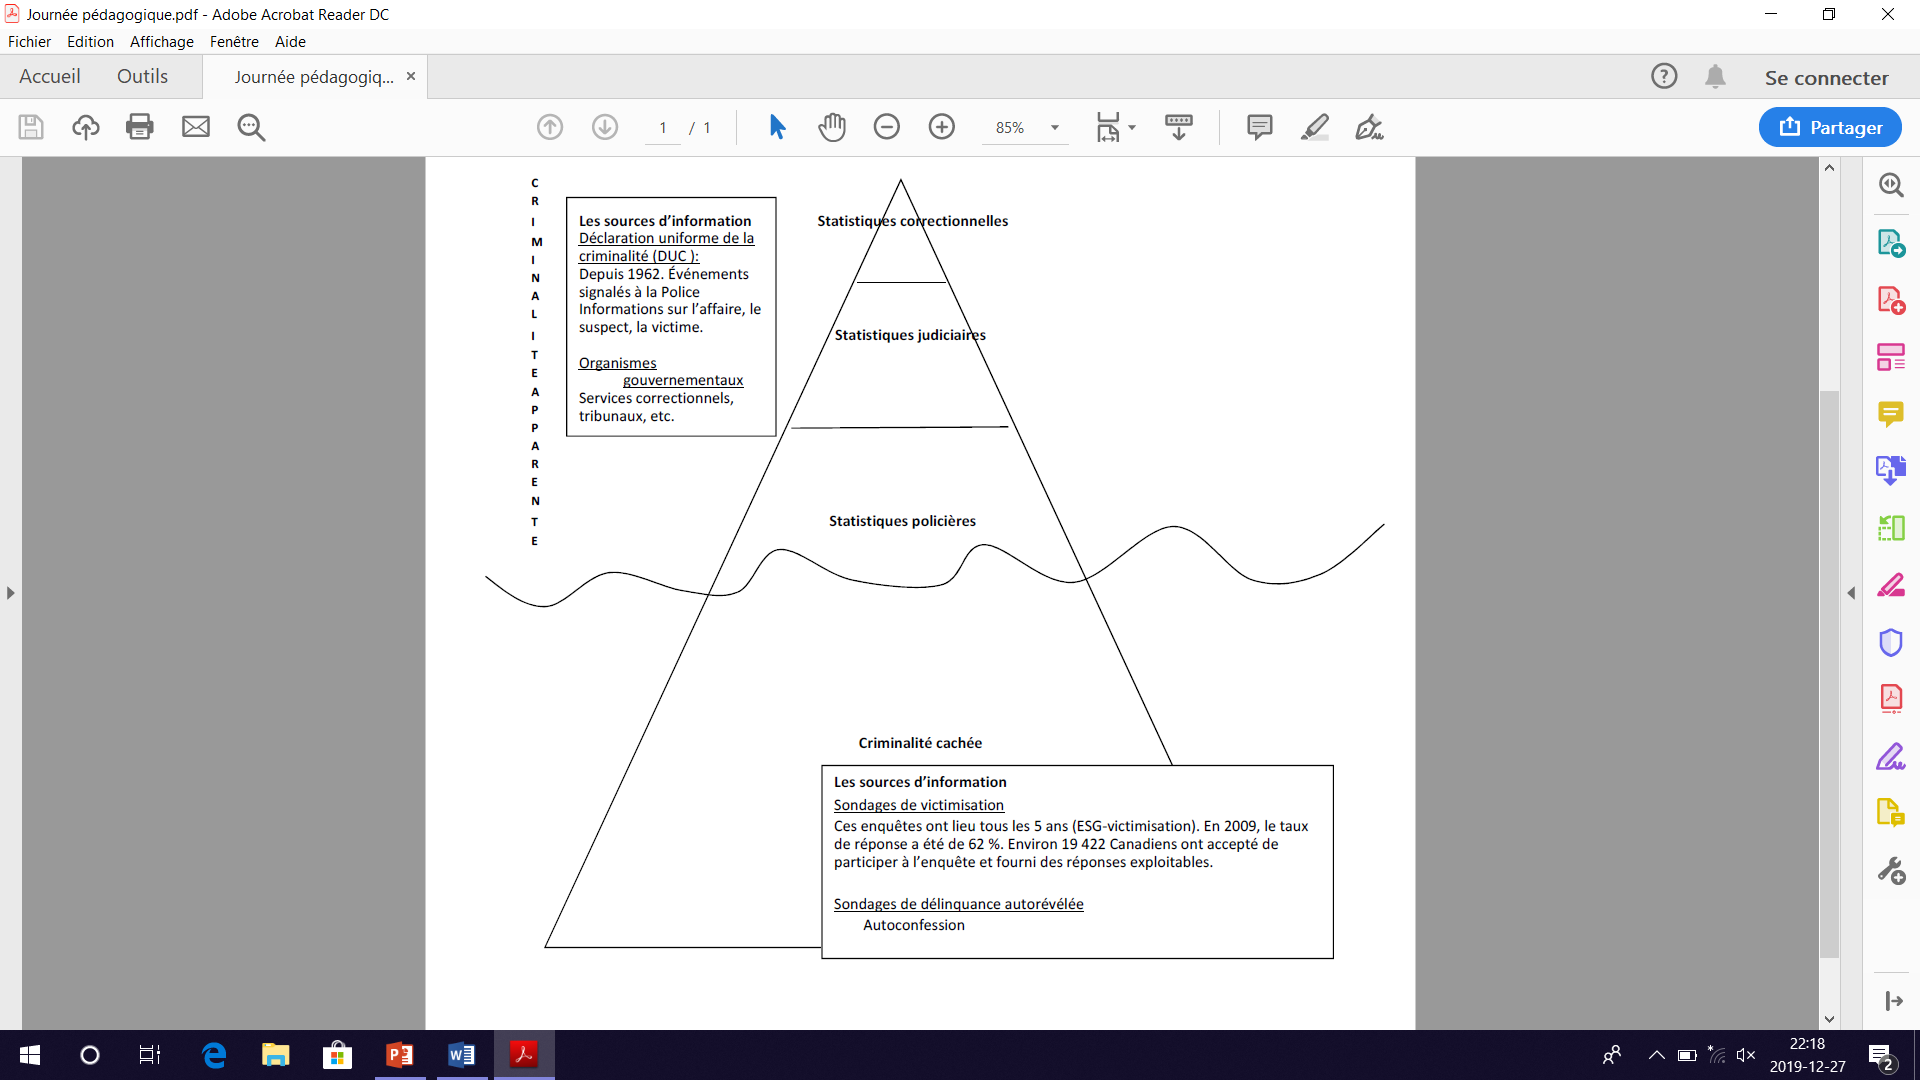 Journée pédagogique.pdf - Adobe Acrobat Reader DC
Fichier Edition Affichage Fenêtre Aide
Accueil Outils Journée pédagogiq... Se connecter
1 / 1 85% Partager
CRIMINALITE APPARENTE
Les sources d'information
Déclaration uniforme de la
criminalité (DUC ):
Depuis 1962. Événements
signalés à la Police
Informations sur l'affaire, le
suspect, la victime.
Organismes
gouvernementaux
Services correctionnels,
tribunaux, etc.
Statistiques correctionnelles
Statistiques judiciaires
Statistiques policières
Criminalité cachée
Les sources d'information
Sondages de victimisation
Ces enquêtes ont lieu tous les 5 ans (ESG-victimisation). En 2009, le taux
de réponse a été de 62 %. Environ 19 422 Canadiens ont accepté de
participer à l'enquête et fourni des réponses exploitables.
Sondages de délinquance autorévélée
Autoconfession
22:18
2019-12-27
2